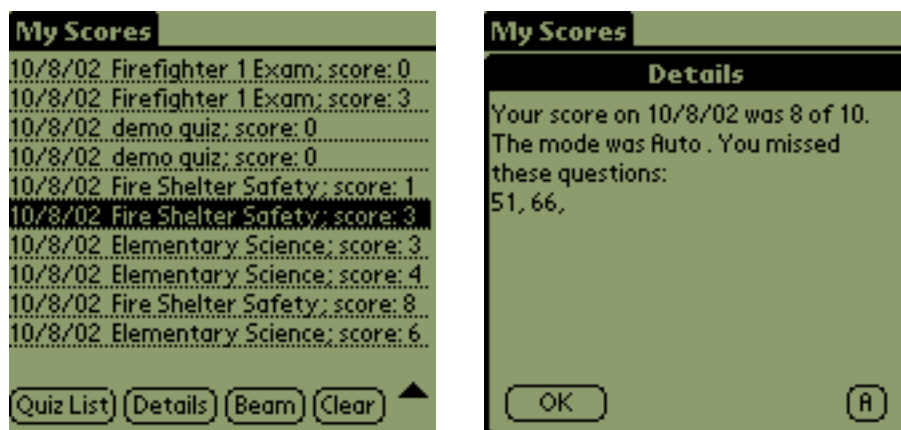 My Scores
10/8/02 Firefighter 1 Exam; score: 0
10/8/02 Firefighter 1 Exam; score: 3
10/8/02 demo quiz; score: 0
10/8/02 demo quiz; score: 0
10/8/02 Fire Shelter Safety; score: 1
10/8/02 Fire Shelter Safety; score: 3
10/8/02 Elementary Science; score: 3
10/8/02 Elementary Science; score: 4
10/8/02 Fire Shelter Safety; score: 8
10/8/02 Elementary Science; score: 6
Quiz List Details Beam Clear
My Scores
Details
Your score on 10/8/02 was 8 of 10.
The mode was Auto . You missed
these questions:
51, 66,
OK A